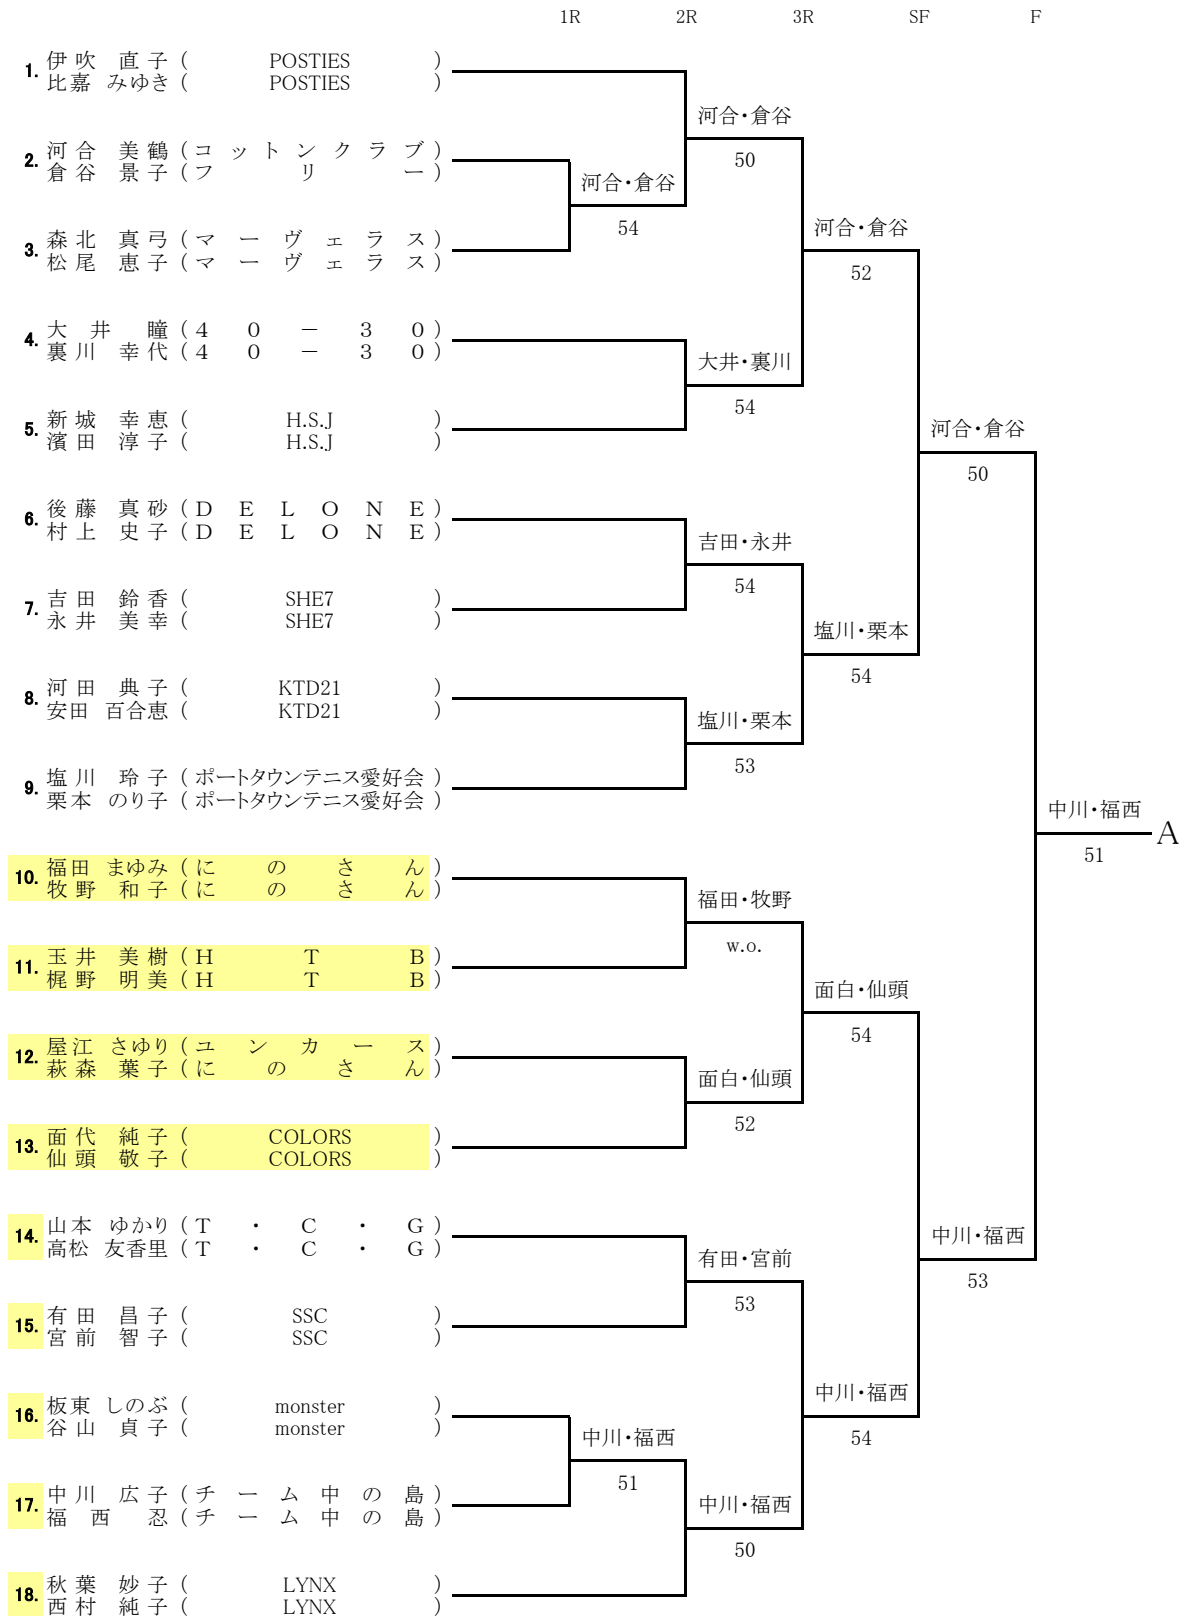 1R 2R 3R SF F
1. 伊吹 直子 ( POSTIES )
比嘉 みゆき ( POSTIES )
河合・倉谷
50
2. 河合 美鶴 ( コットンクラブ )
倉谷 景子 ( フリー )
河合・倉谷
54
3. 森北 真弓 ( マーヴェラス )
松尾 恵子 ( マーヴェラス )
河合・倉谷
52
4. 大井 瞳 ( 40－30 )
裏川 幸代 ( 40－30 )
大井・裏川
54
5. 新城 幸恵 ( H.S.J )
濱田 淳子 ( H.S.J )
河合・倉谷
50
6. 後藤 真砂 ( DELONE )
村上 史子 ( DELONE )
吉田・永井
54
7. 吉田 鈴香 ( SHE7 )
永井 美幸 ( SHE7 )
塩川・栗本
54
8. 河田 典子 ( KTD21 )
安田 百合恵 ( KTD21 )
塩川・栗本
53
9. 塩川 玲子 ( ポートタウンテニス愛好会 )
栗本 のり子 ( ポートタウンテニス愛好会 )
中川・福西
A
51
10. 福田 まゆみ ( にのさん )
牧野 和子 ( にのさん )
福田・牧野
w.o.
11. 玉井 美樹 ( HTB )
梶野 明美 ( HTB )
面白・仙頭
54
12. 屋江 さゆり ( ユンカース )
萩森 葉子 ( にのさん )
面白・仙頭
52
13. 面代 純子 ( COLORS )
仙頭 敬子 ( COLORS )
14. 山本 ゆかり ( T・C・G )
高松 友香里 ( T・C・G )
中川・福西
53
有田・宮前
53
15. 有田 昌子 ( SSC )
宮前 智子 ( SSC )
中川・福西
54
16. 板東 しのぶ ( monster )
谷山 貞子 ( monster )
中川・福西
51
17. 中川 広子 ( チーム中の島 )
福西 忍 ( チーム中の島 )
中川・福西
50
18. 秋葉 妙子 ( LYNX )
西村 純子 ( LYNX )